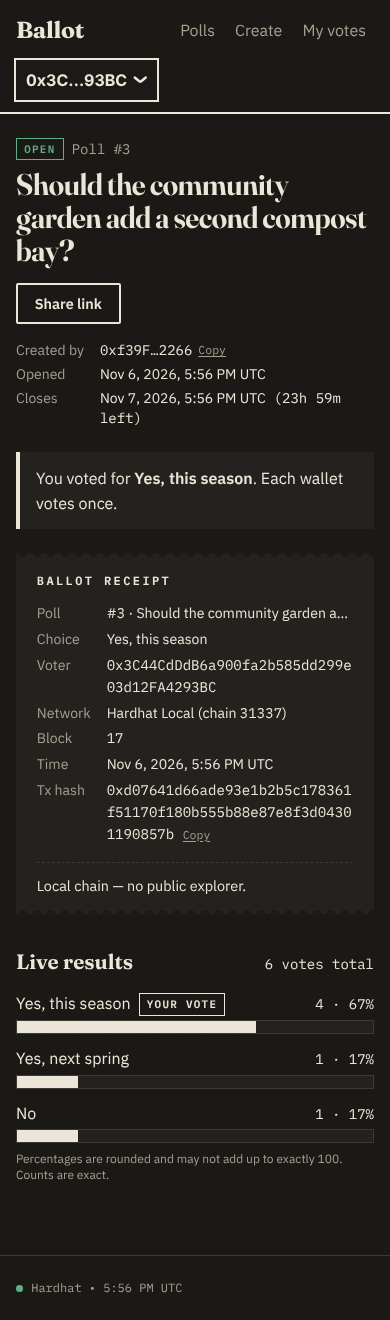 Ballot
Polls Create My votes
0x3C...93BC
OPEN Poll #3
Should the community
garden add a second compost
bay?
Share link
Created by 0xf39F…2266 Copy
Opened Nov 6, 2026, 5:56 PM UTC
Closes Nov 7, 2026, 5:56 PM UTC (23h 59m
left)
You voted for Yes, this season. Each wallet
votes once.
BALLOT RECEIPT
Poll #3 · Should the community garden a…
Choice Yes, this season
Voter 0x3C44CdDdB6a900fa2b585dd299e
03d12FA4293BC
Network Hardhat Local (chain 31337)
Block 17
Time Nov 6, 2026, 5:56 PM UTC
Tx hash 0xd07641d66ade93e1b2b5c178361
f51170f180b555b88e87e8f3d0430
1190857b Copy
Local chain — no public explorer.
Live results 6 votes total
Yes, this season YOUR VOTE 4 · 67%
Yes, next spring 1 · 17%
No 1 · 17%
Percentages are rounded and may not add up to exactly 100.
Counts are exact.
Hardhat • 5:56 PM UTC